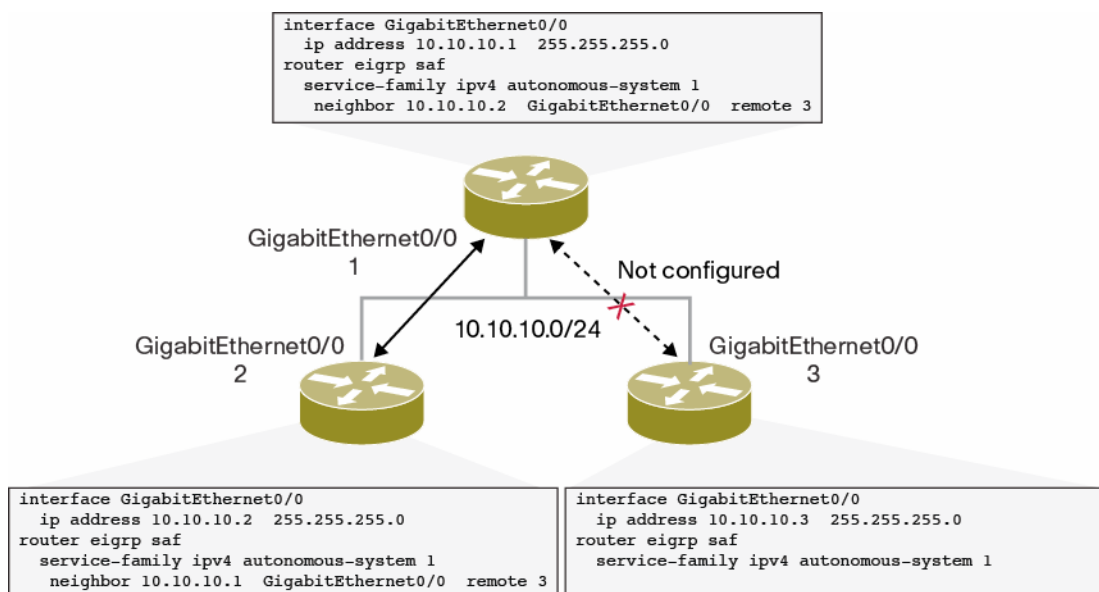 interface GigabitEthernet0/0
ip address 10.10.10.1 255.255.255.0
router eigrp saf
service-family ipv4 autonomous-system 1
neighbor 10.10.10.2 GigabitEthernet0/0 remote 3
GigabitEthernet0/0
1
Not configured
10.10.10.0/24
GigabitEthernet0/0
2
GigabitEthernet0/0
3
interface GigabitEthernet0/0
ip address 10.10.10.2 255.255.255.0
router eigrp saf
service-family ipv4 autonomous-system 1
neighbor 10.10.10.1 GigabitEthernet0/0 remote 3
interface GigabitEthernet0/0
ip address 10.10.10.3 255.255.255.0
router eigrp saf
service-family ipv4 autonomous-system 1